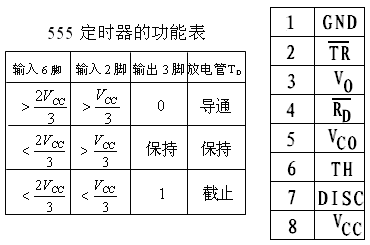 555 定时器的功能表
输入6脚 输入2脚 输出3脚 放电管T_D
>2V_CC/3 >V_CC/3 0 导通
<2V_CC/3 >V_CC/3 保持 保持
<2V_CC/3 <V_CC/3 1 截止
1 GND
2 T̅R̅
3 V_O
4 R̅_D̅
5 V_CO
6 TH
7 DISC
8 V_CC